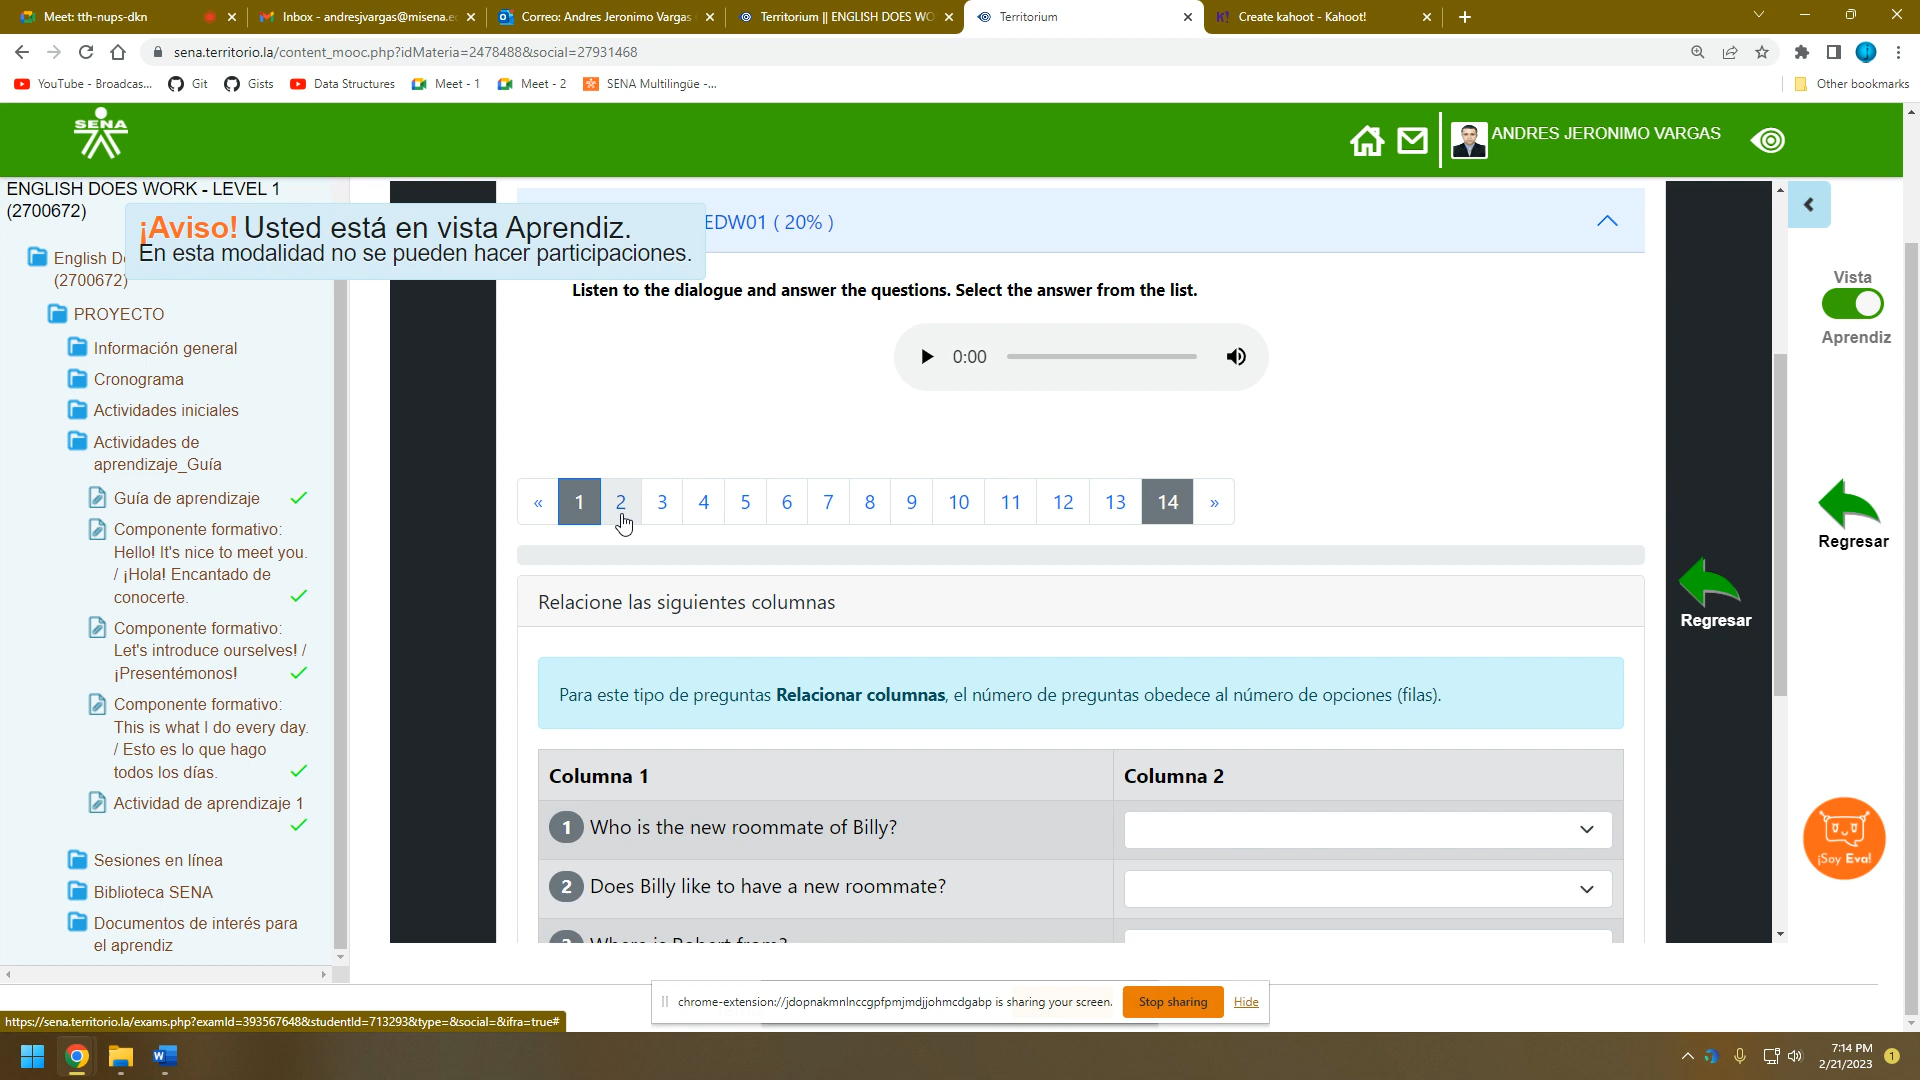 Meet: tth-nups-dkn
Inbox - andresjvargas@misena.e
Correo: Andres Jeronimo Vargas
Territorium || ENGLISH DOES WO
Territorium
Create kahoot - Kahoot!
sena.territorio.la/content_mooc.php?idMateria=2478488&social=27931468
YouTube - Broadcas...
Git
Gists
Data Structures
Meet - 1
Meet - 2
SENA Multilingüe -...
Other bookmarks
SENA
ANDRES JERONIMO VARGAS
ENGLISH DOES WORK - LEVEL 1
(2700672)
¡Aviso! Usted está en vista Aprendiz.
En esta modalidad no se pueden hacer participaciones.
English D
(2700672)
PROYECTO
Información general
Cronograma
Actividades iniciales
Actividades de
aprendizaje_Guía
Guía de aprendizaje
Componente formativo:
Hello! It's nice to meet you.
/ ¡Hola! Encantado de
conocerte.
Componente formativo:
Let's introduce ourselves! /
¡Presentémonos!
Componente formativo:
This is what I do every day.
/ Esto es lo que hago
todos los días.
Actividad de aprendizaje 1
Sesiones en línea
Biblioteca SENA
Documentos de interés para
el aprendiz
EDW01 ( 20% )
Listen to the dialogue and answer the questions. Select the answer from the list.
0:00
« 1 2 3 4 5 6 7 8 9 10 11 12 13 14 »
Relacione las siguientes columnas
Para este tipo de preguntas Relacionar columnas, el número de preguntas obedece al número de opciones (filas).
Columna 1 Columna 2
1 Who is the new roommate of Billy?
2 Does Billy like to have a new roommate?
3 Where is Robert from?
Regresar
Vista
Aprendiz
Regresar
¡Soy Eva!
chrome-extension://jdopnakmnlnccgpfpmjmdjjohmcdgabp is sharing your screen.
Stop sharing
Hide
https://sena.territorio.la/exams.php?examId=393567648&studentId=713293&type=&social=&ifra=true#
7:14 PM
2/21/2023
1